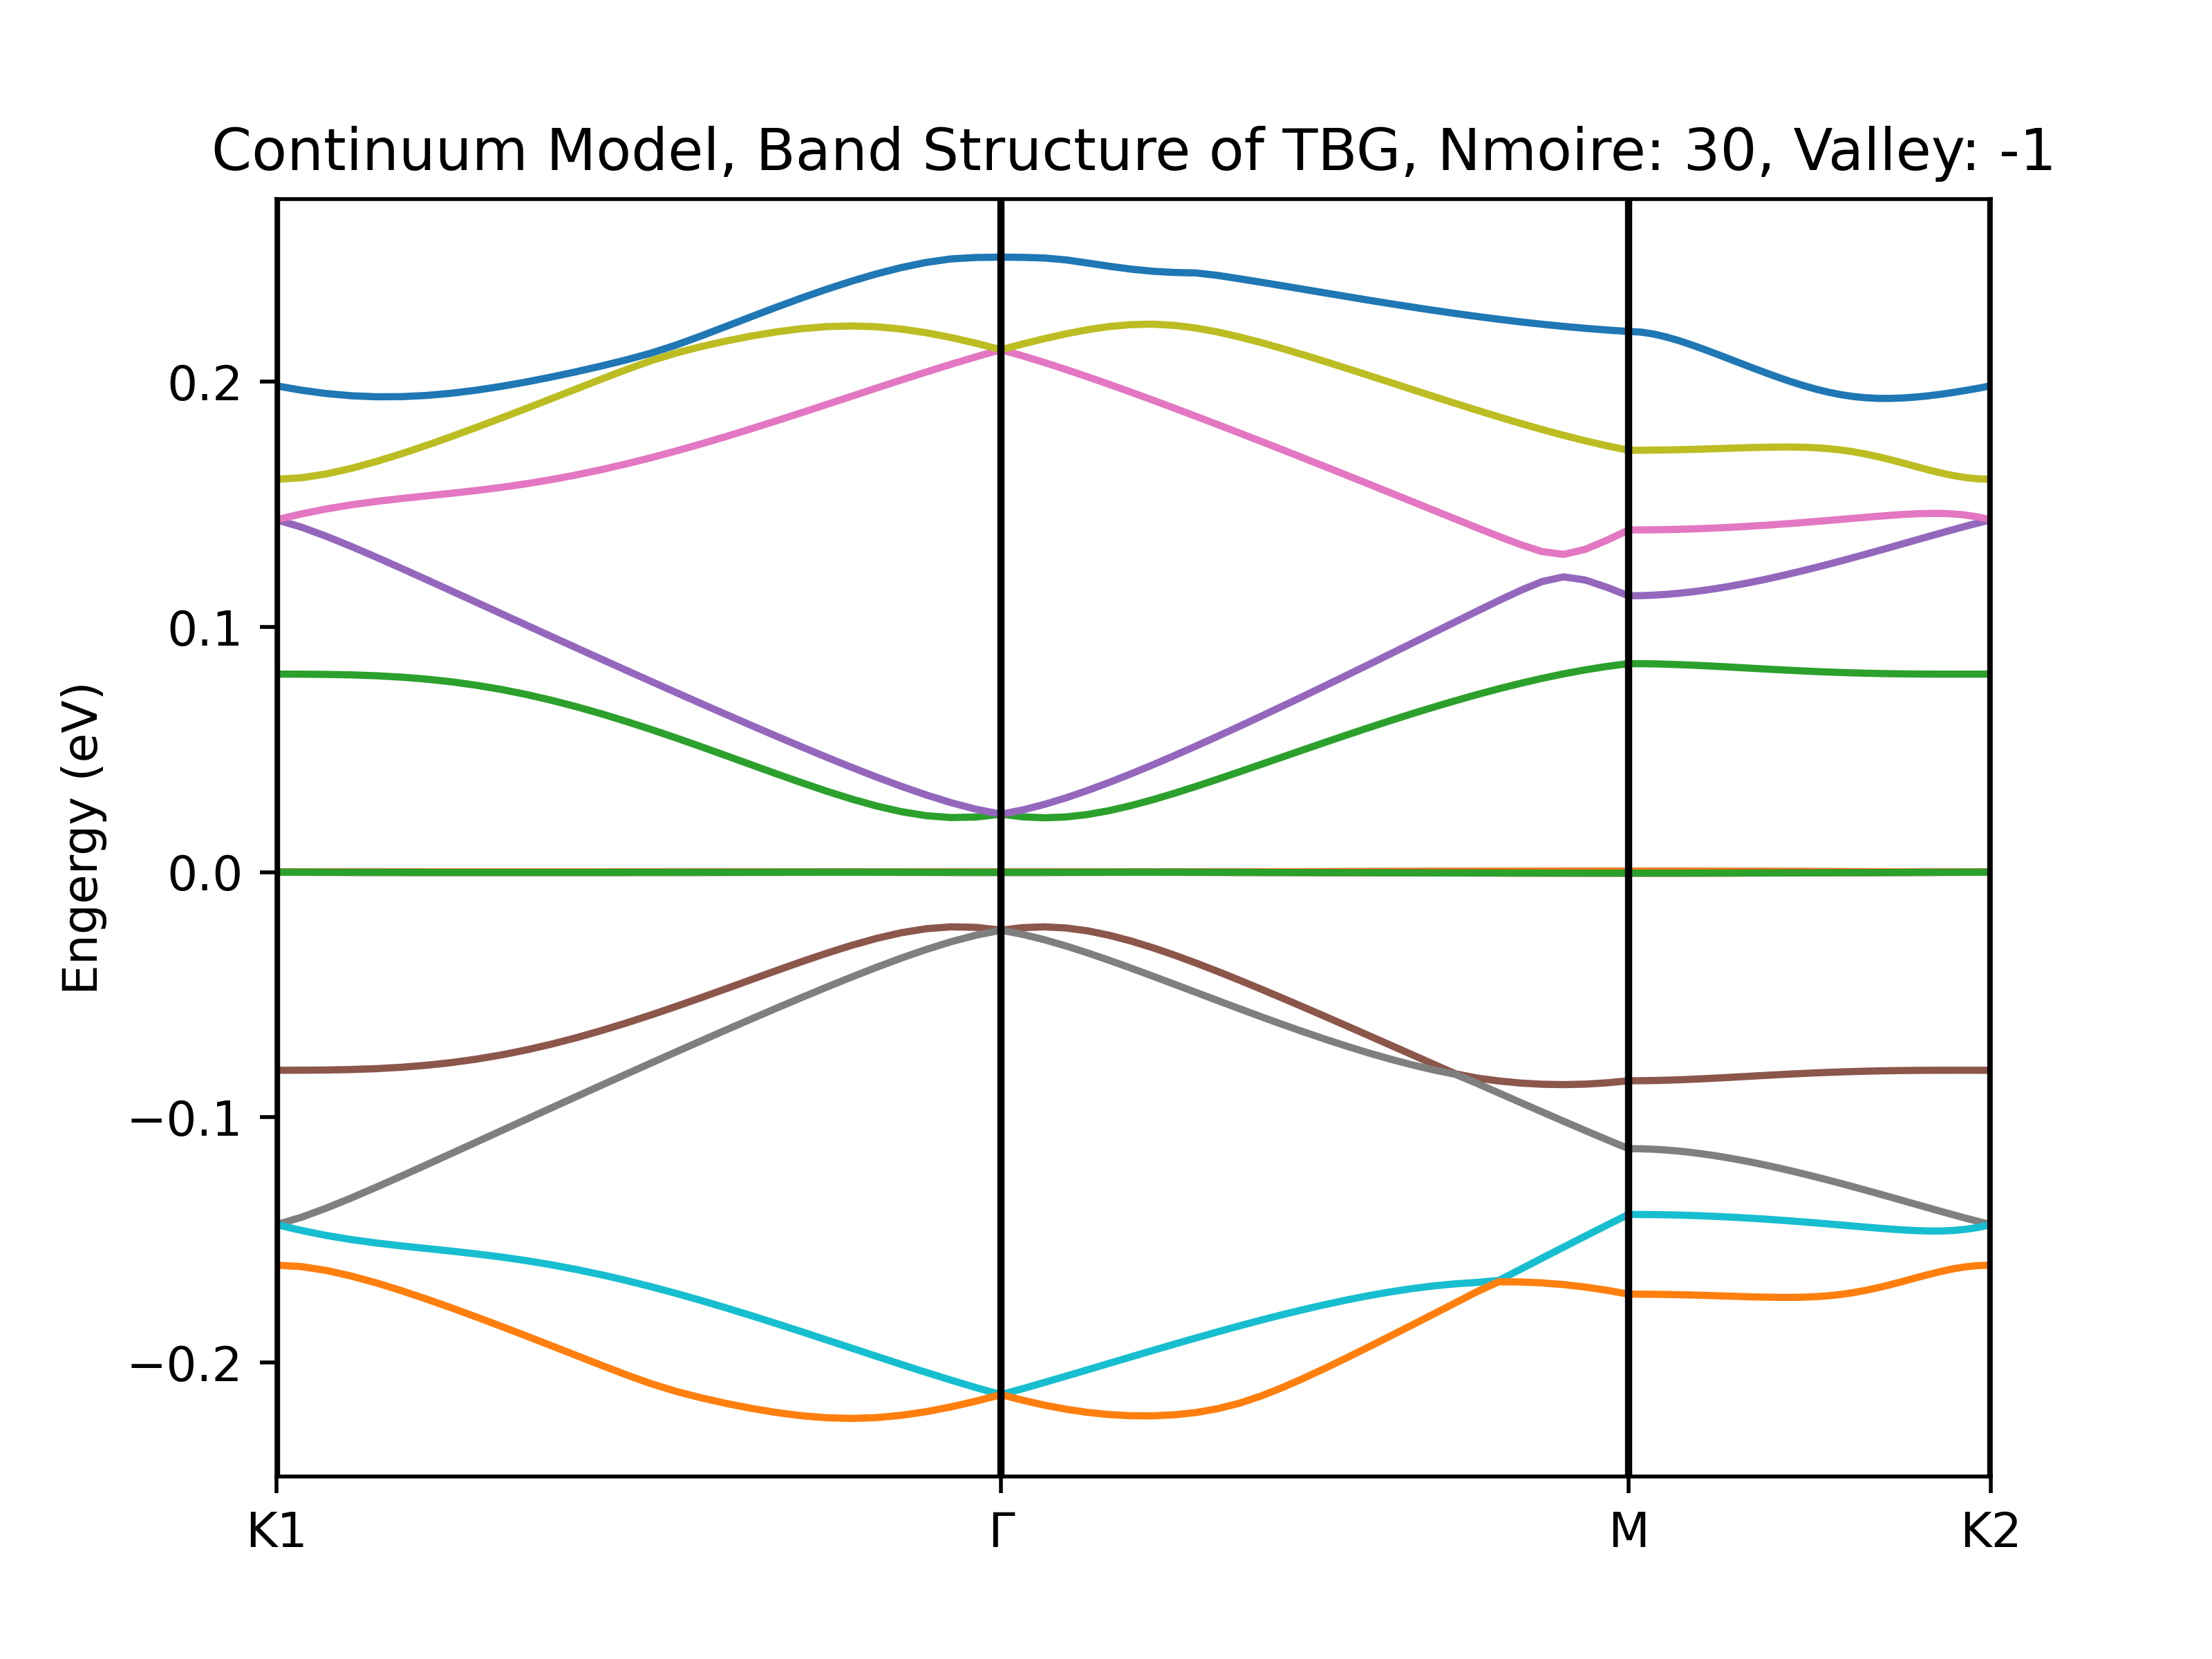 Continuum Model, Band Structure of TBG, Nmoire: 30, Valley: -1
Engergy (eV)
0.2
0.1
0.0
−0.1
−0.2
K1 Γ M K2